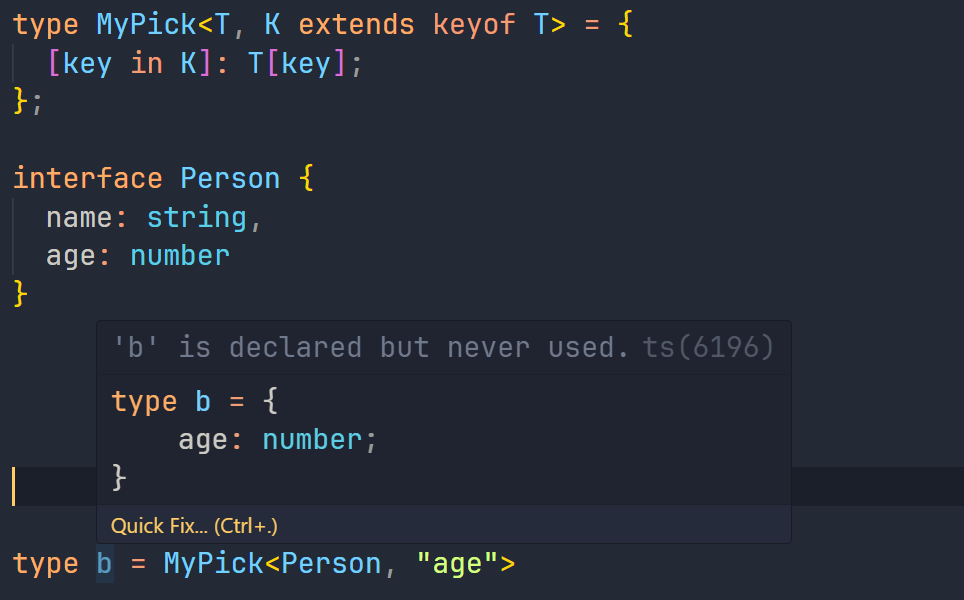 type MyPick<T, K extends keyof T> = {
  [key in K]: T[key];
};

interface Person {
  name: string,
  age: number
}

'b' is declared but never used. ts(6196)
type b = {
    age: number;
}
Quick Fix... (Ctrl+.)
type b = MyPick<Person, "age">